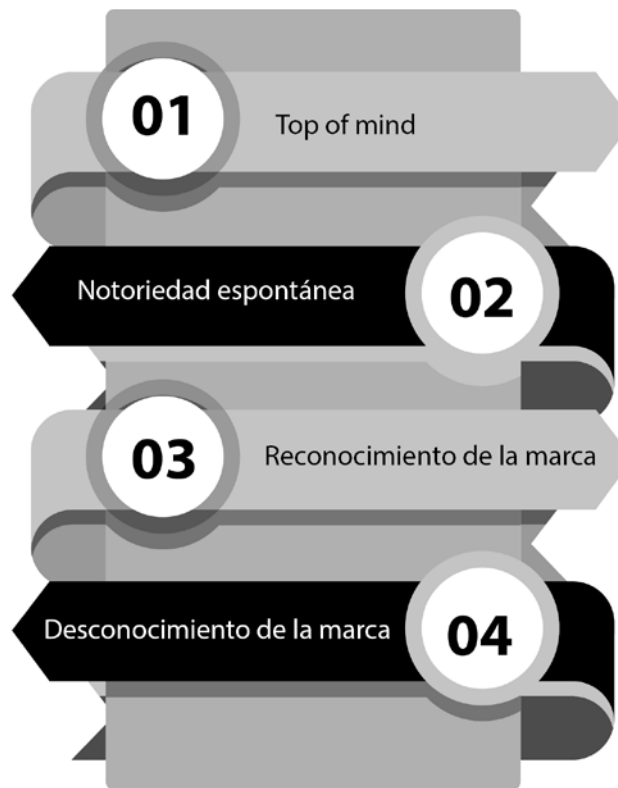 01
Top of mind
Notoriedad espontánea
02
03
Reconocimiento de la marca
Desconocimiento de la marca
04